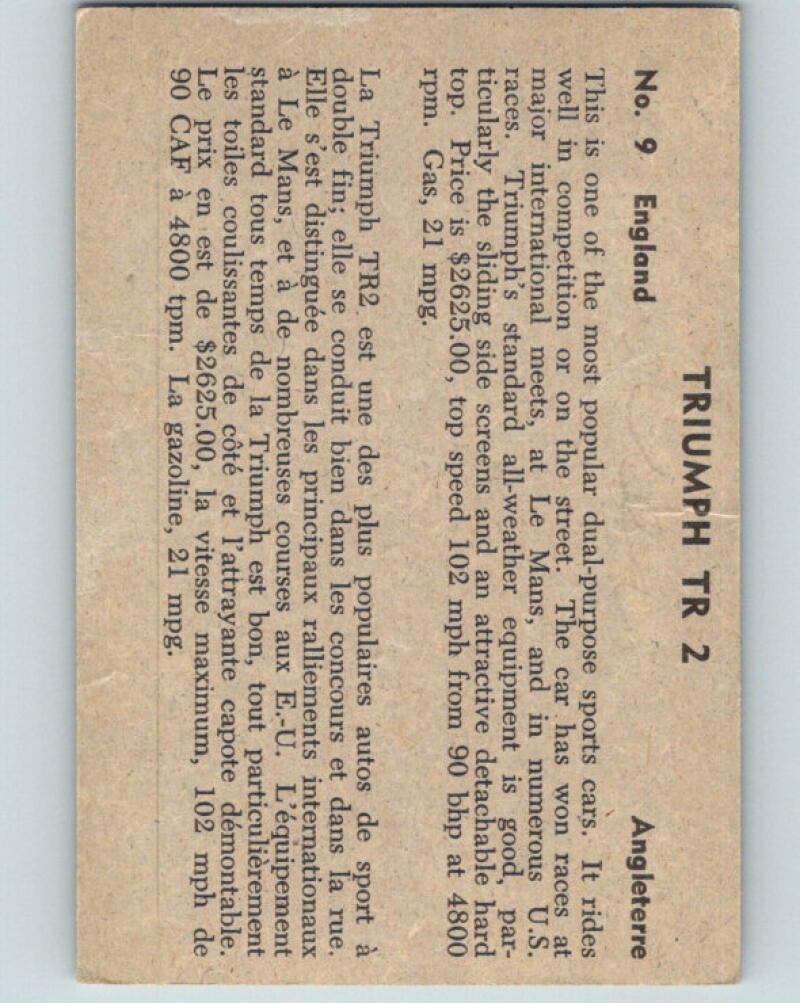 TRIUMPH TR 2
No. 9 England Angleterre
This is one of the most popular dual-purpose sports cars. It rides
well in competition or on the street. The car has won races at
major international meets, at Le Mans, and in numerous U.S.
races. Triumph's standard all-weather equipment is good, par-
ticularly the sliding side screens and an attractive detachable hard
top. Price is $2625.00, top speed 102 mph from 90 bhp at 4800
rpm. Gas, 21 mpg.
La Triumph TR2 est une des plus populaires autos de sport à
double fin; elle se conduit bien dans les concours et dans la rue.
Elle s'est distinguée dans les principaux ralliements internationaux
à Le Mans, et à de nombreuses courses aux E.-U. L'équipement
standard tous temps de la Triumph est bon, tout particulièrement
les toiles coulissantes de côté et l'attrayante capote démontable.
Le prix en est de $2625.00, la vitesse maximum, 102 mph de
90 CAF à 4800 tpm. La gazoline, 21 mpg.